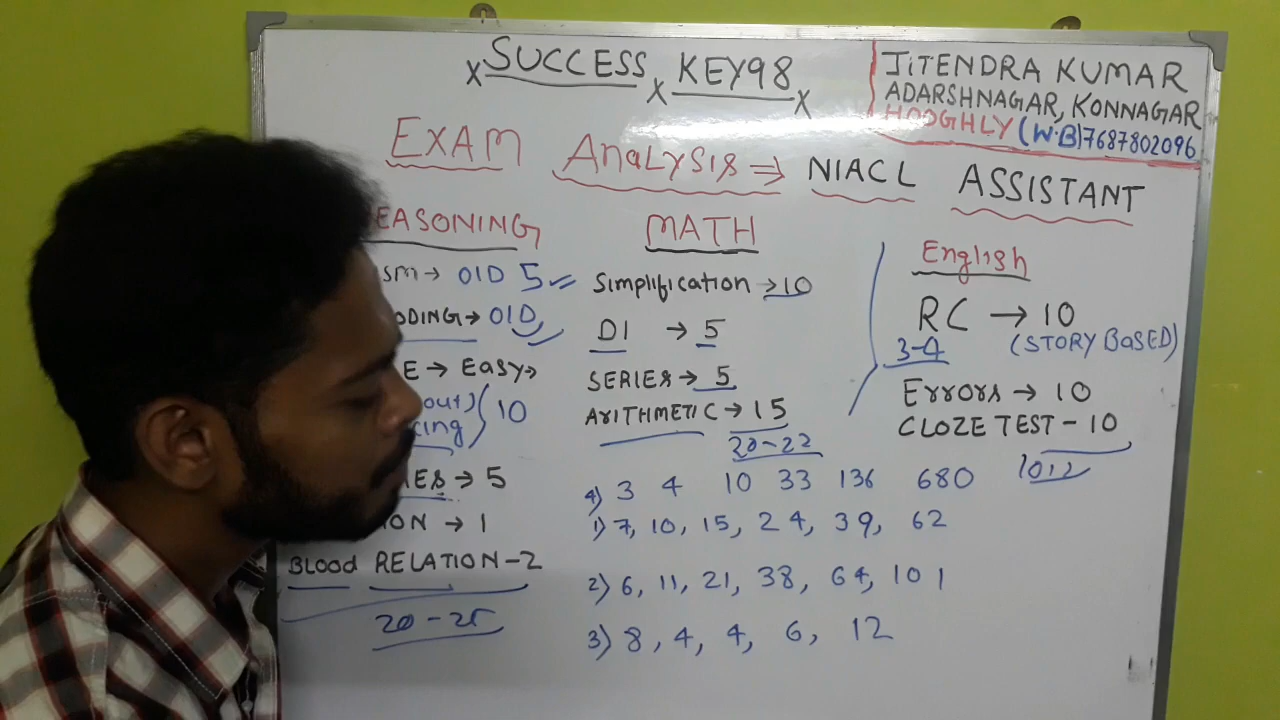 SUCCESS x KEY98 x
JiTENDRA KUMAR
ADARSHNAGAR, KONNAGAR
HOOGHLY (W.B) 7687802096
EXAM ANALYSIS ⇒ NIACL ASSISTANT
EASONING
SM → OLD 5
ODING → OLD
E → EASY →
out) 10
cing
IES → 5
ION → 1
BLOOD RELATION - 2
20 - 25
MATH
Simplification → 10
DI → 5
SERIES → 5
ARITHMETIC → 15
20-22
4) 3 4 10 33 136 680
1) 7, 10, 15, 24, 39, 62
2) 6, 11, 21, 38, 64, 101
3) 8, 4, 4, 6, 12
English
RC → 10
3-4 (STORY BASED)
Errors → 10
CLOZE TEST - 10
1012